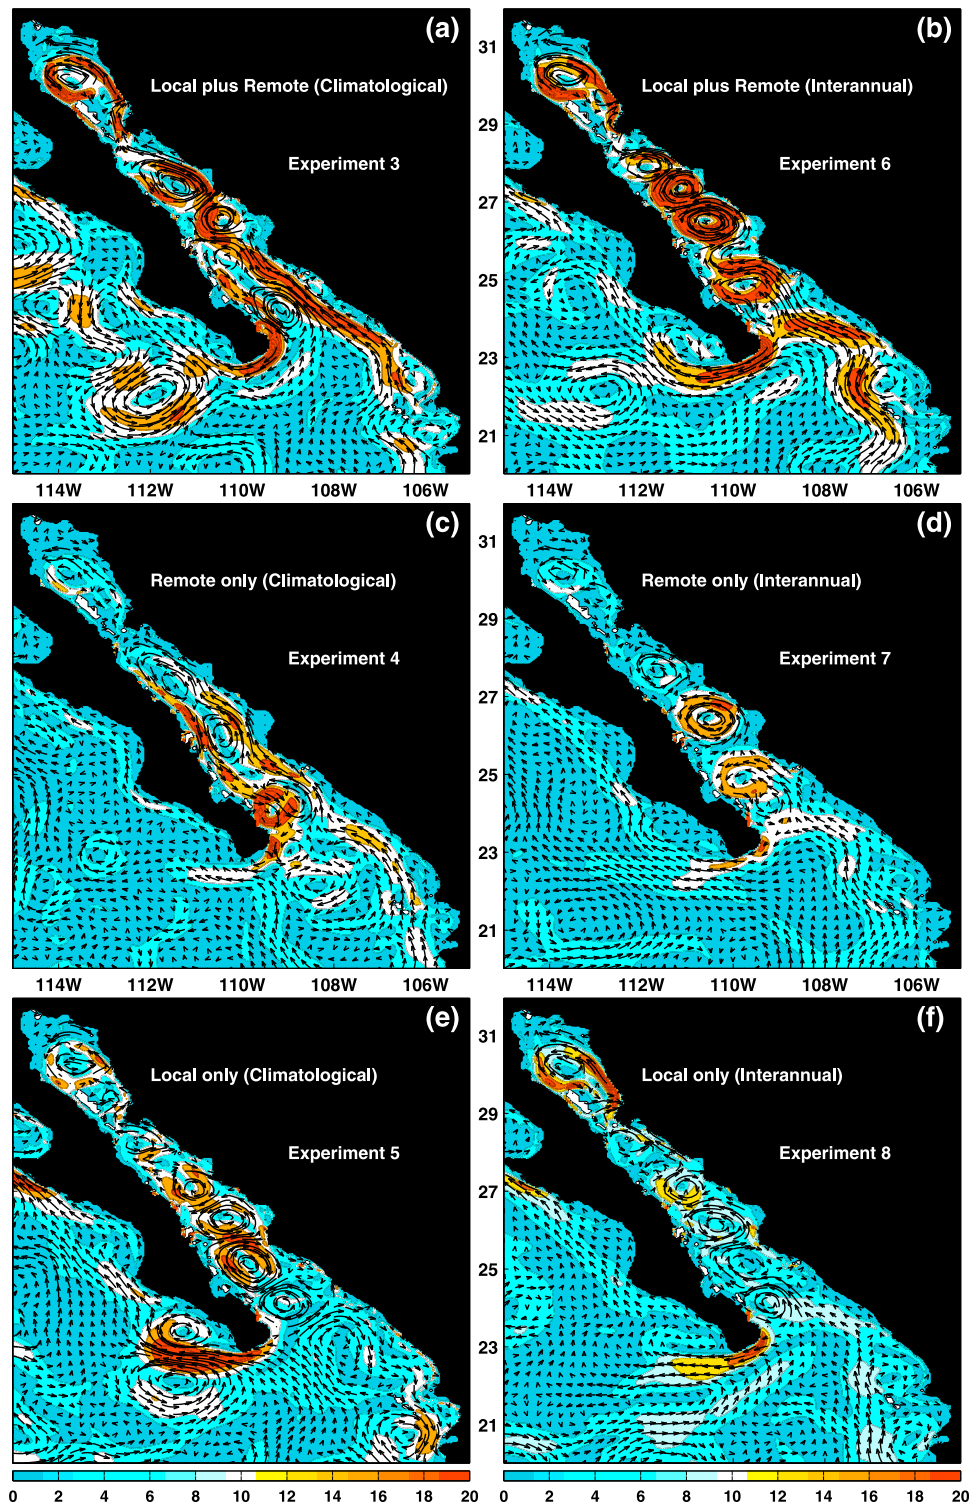 (a)
Local plus Remote (Climatological)
Experiment 3
(b)
Local plus Remote (Interannual)
Experiment 6
31
29
27
25
23
21
114W 112W 110W 108W 106W
114W 112W 110W 108W 106W
(c)
Remote only (Climatological)
Experiment 4
(d)
Remote only (Interannual)
Experiment 7
31
29
27
25
23
21
114W 112W 110W 108W 106W
114W 112W 110W 108W 106W
(e)
Local only (Climatological)
Experiment 5
(f)
Local only (Interannual)
Experiment 8
31
29
27
25
23
21
0 2 4 6 8 10 12 14 16 18 20
0 2 4 6 8 10 12 14 16 18 20